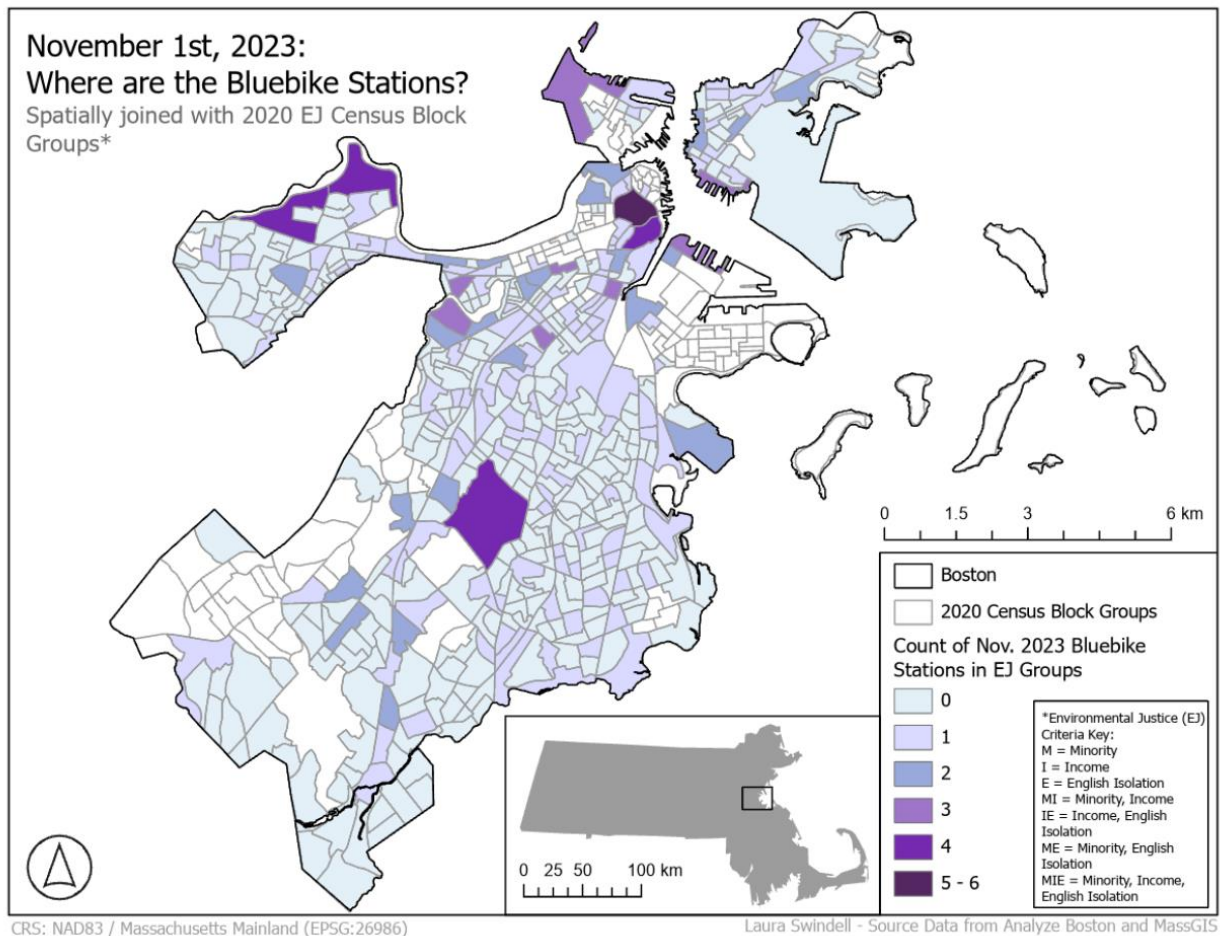 November 1st, 2023:
Where are the Bluebike Stations?
Spatially joined with 2020 EJ Census Block
Groups*
0 1.5 3 6 km
Boston
2020 Census Block Groups
Count of Nov. 2023 Bluebike
Stations in EJ Groups
0
1
2
3
4
5 - 6
*Environmental Justice (EJ)
Criteria Key:
M = Minority
I = Income
E = English Isolation
MI = Minority, Income
IE = Income, English
Isolation
ME = Minority, English
Isolation
MIE = Minority, Income,
English Isolation
0 25 50 100 km
CRS: NAD83 / Massachusetts Mainland (EPSG:26986)
Laura Swindell - Source Data from Analyze Boston and MassGIS